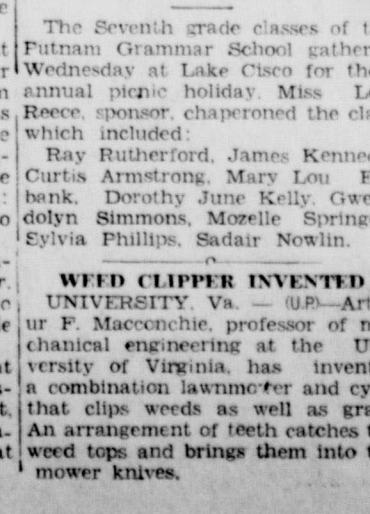 The Seventh grade classes of t
Putnam Grammar School gather
Wednesday at Lake Cisco for the
annual picnic holiday. Miss L
Reece, sponsor, chaperoned the cla
which included:
Ray Rutherford, James Kenne
Curtis Armstrong, Mary Lou
bank, Dorothy June Kelly, Gwe
dolyn Simmons, Mozelle Spring
Sylvia Phillips, Sadair Nowlin.
WEED CLIPPER INVENTED
UNIVERSITY, Va. — (U.P.)—Art
ur F. Macconchie, professor of m
chanical engineering at the U
versity of Virginia, has invent
a combination lawnmower and cy
that clips weeds as well as gra
An arrangement of teeth catches t
weed tops and brings them into t
mower knives.